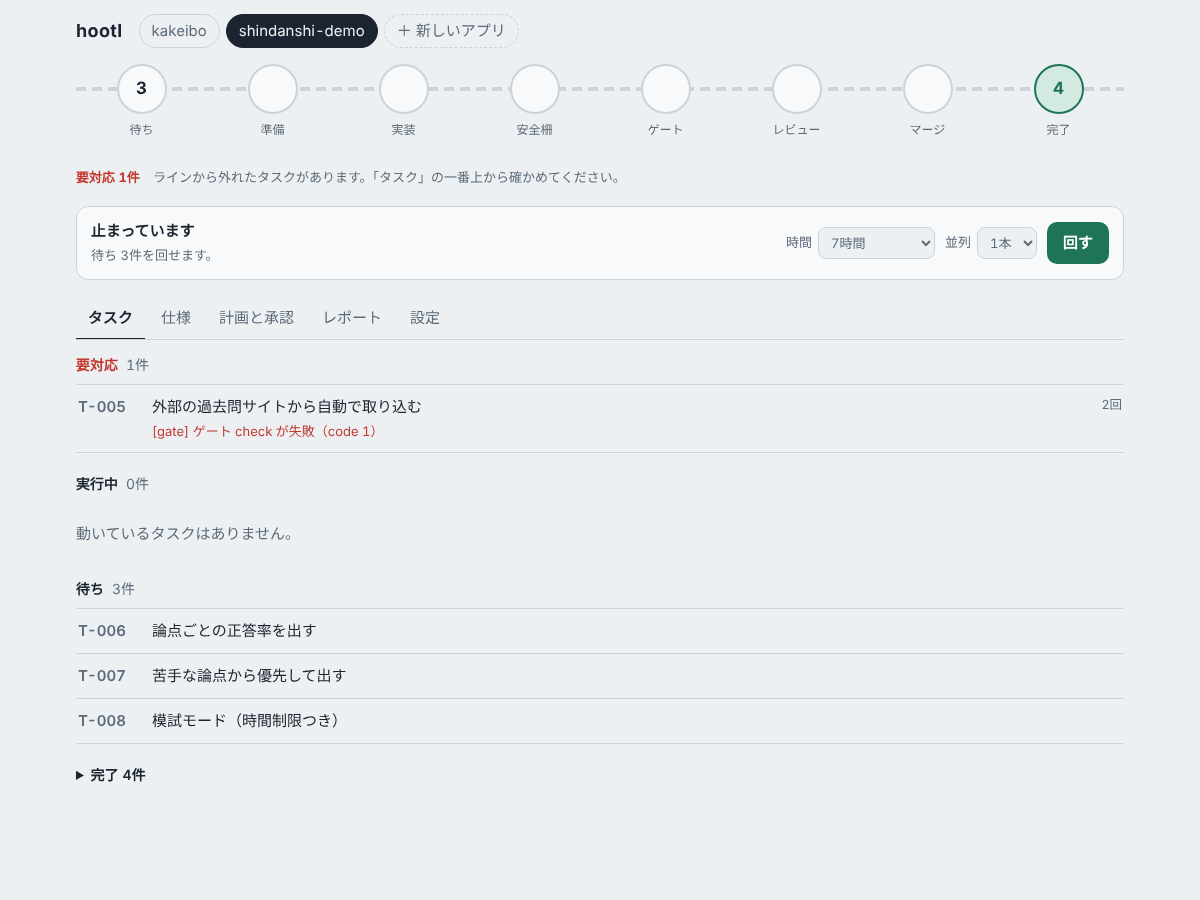 hootl kakeibo shindanshi-demo ＋ 新しいアプリ
3 4
待ち 準備 実装 安全柵 ゲート レビュー マージ 完了
要対応 1件 ラインから外れたタスクがあります。「タスク」の一番上から確かめてください。
止まっています
待ち 3件を回せます。
時間 7時間 並列 1本 回す
タスク 仕様 計画と承認 レポート 設定
要対応 1件
T-005 外部の過去問サイトから自動で取り込む 2回
[gate] ゲート check が失敗（code 1）
実行中 0件
動いているタスクはありません。
待ち 3件
T-006 論点ごとの正答率を出す
T-007 苦手な論点から優先して出す
T-008 模試モード（時間制限つき）
▶ 完了 4件